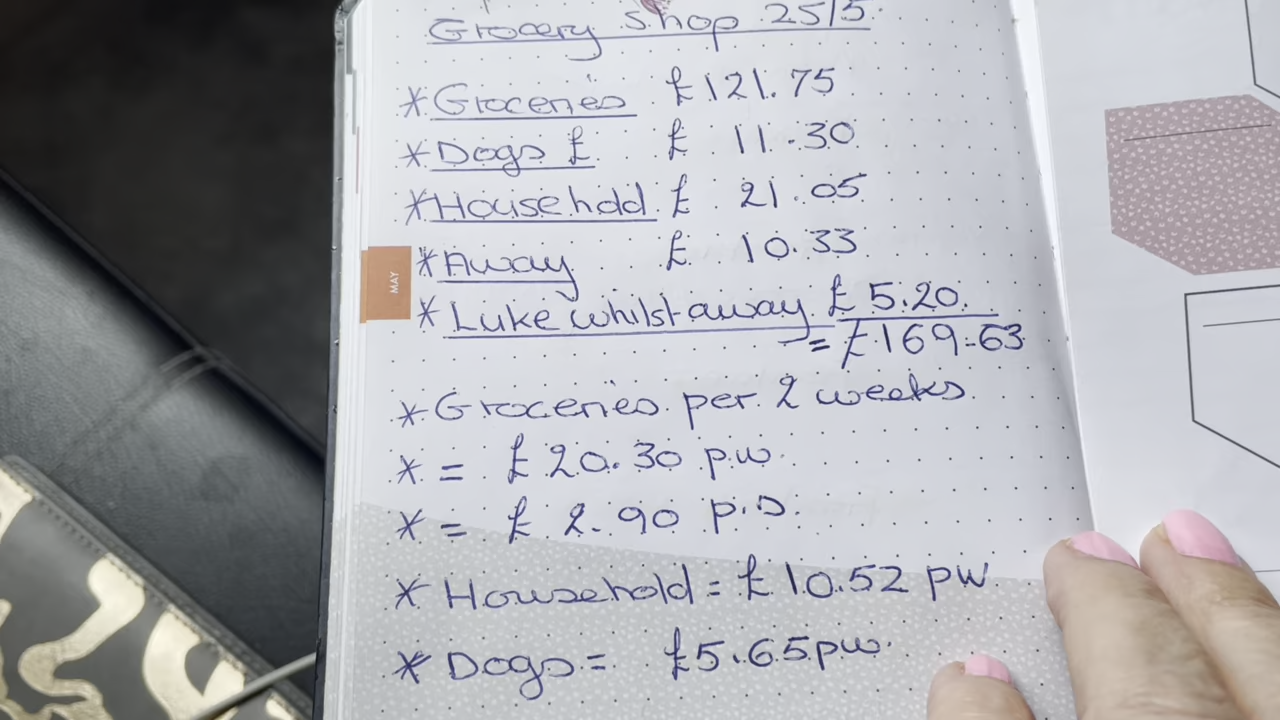 Grocery Shop 25/5
* Groceries £121.75
* Dogs £ £ 11.30
* Household £ 21.05
* Away £ 10.33
* Luke whilst away £5.20
= £169.63
* Groceries per 2 weeks
* = £20.30 p.w.
* = £ 2.90 p.D.
* Household = £10.52 pw
* Dogs = £5.65pw.
MAY